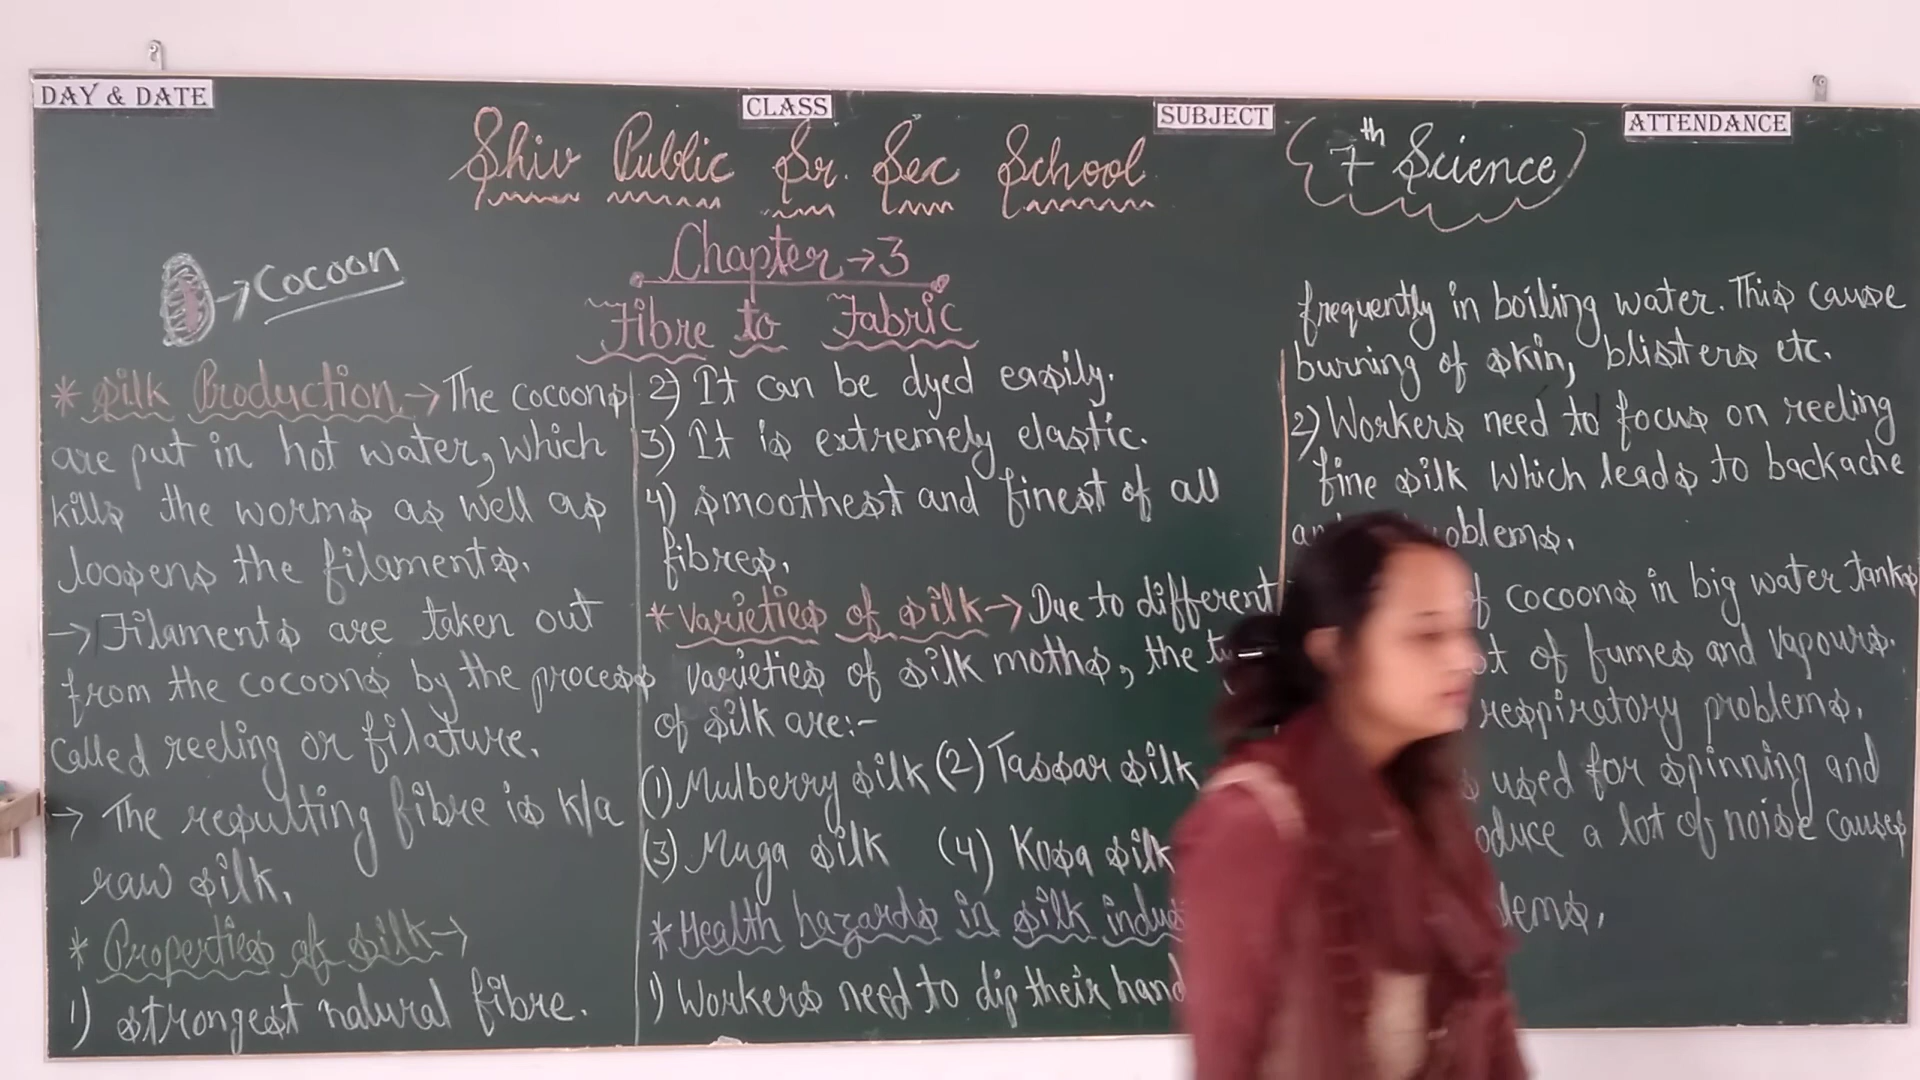 DAY & DATE
CLASS
SUBJECT
ATTENDANCE
Shiv Public Sr. Sec School
7th Science
Chapter→3
Fibre to Fabric
→Cocoon
* Silk Production→The cocoons
are put in hot water, which
kills the worms as well as
loosens the filaments.
→ Filaments are taken out
from the cocoons by the process
called reeling or filature.
→ The resulting fibre is k/a
raw silk.
* Properties of silk→
1) strongest natural fibre.
2) It can be dyed easily.
3) It is extremely elastic.
4) smoothest and finest of all
fibres.
* Varieties of silk→Due to different
varieties of silk moths, the
of silk are:-
(1) Mulberry silk (2) Tassar silk
(3) Muga silk (4) Kosa silk
* Health hazards in silk
1) Workers need to dip their
frequently in boiling water. This cause
burning of skin, blisters etc.
2) Workers need to focus on reeling
fine silk which leads to backache
cocoons in big water tanks
of fumes and vapours.
respiratory problems.
used for spinning and
a lot of noise causes